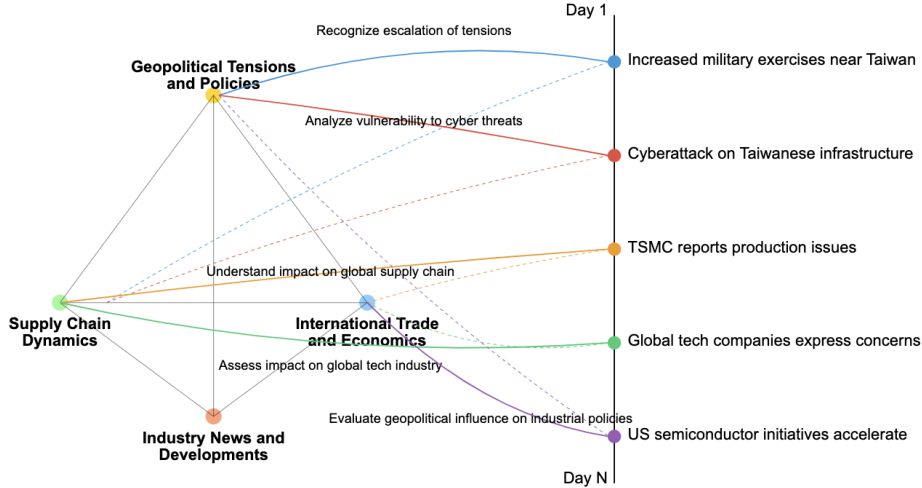 Day 1
Recognize escalation of tensions
Increased military exercises near Taiwan
Geopolitical Tensions
and Policies
Analyze vulnerability to cyber threats
Cyberattack on Taiwanese infrastructure
TSMC reports production issues
Understand impact on global supply chain
Supply Chain
Dynamics
International Trade
and Economics
Global tech companies express concerns
Assess impact on global tech industry
Evaluate geopolitical influence on industrial policies
US semiconductor initiatives accelerate
Industry News and
Developments
Day N